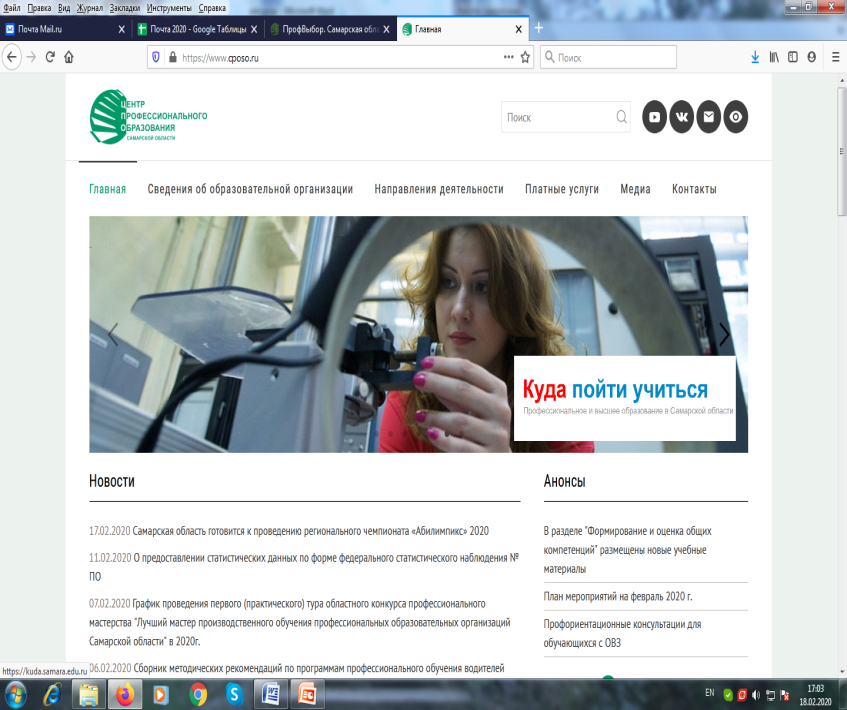 Файл Правка Вид Журнал Закладки Инструменты Справка
Почта Mail.ru
Почта 2020 - Google Таблицы
ПрофВыбор. Самарская обла
Главная
https://www.cposo.ru
Поиск
ЦЕНТР
ПРОФЕССИОНАЛЬНОГО
ОБРАЗОВАНИЯ
САМАРСКОЙ ОБЛАСТИ
Поиск
Главная Сведения об образовательной организации Направления деятельности Платные услуги Медиа Контакты
Куда пойти учиться
Профессиональное и высшее образование в Самарской области
Новости
17.02.2020 Самарская область готовится к проведению регионального чемпионата «Абилимпикс» 2020
11.02.2020 О предоставлении статистических данных по форме федерального статистического наблюдения №
ПО
07.02.2020 График проведения первого (практического) тура областного конкурса профессионального
мастерства "Лучший мастер производственного обучения профессиональных образовательных организаций
Самарской области" в 2020г.
06.02.2020 Сборник методических рекомендаций по программам профессионального обучения водителей
Анонсы
В разделе "Формирование и оценка общих
компетенций" размещены новые учебные
материалы
План мероприятий на февраль 2020 г.
Профориентационные консультации для
обучающихся с ОВЗ
https://kuda.samara.edu.ru
EN
17:03
18.02.2020